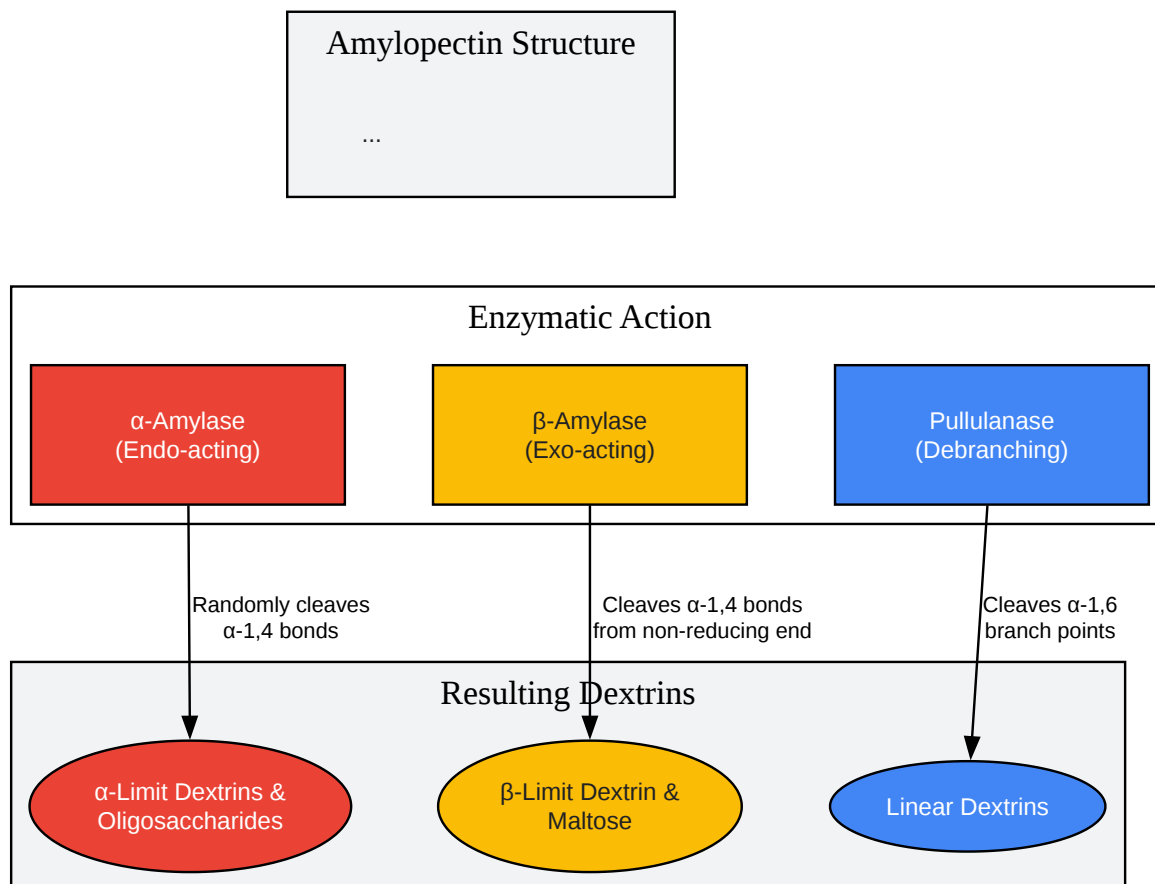 Amylopectin Structure
...
Enzymatic Action
α-Amylase
(Endo-acting)
β-Amylase
(Exo-acting)
Pullulanase
(Debranching)
Randomly cleaves
α-1,4 bonds
Cleaves α-1,4 bonds
from non-reducing end
Cleaves α-1,6
branch points
Resulting Dextrins
α-Limit Dextrins &
Oligosaccharides
β-Limit Dextrin &
Maltose
Linear Dextrins